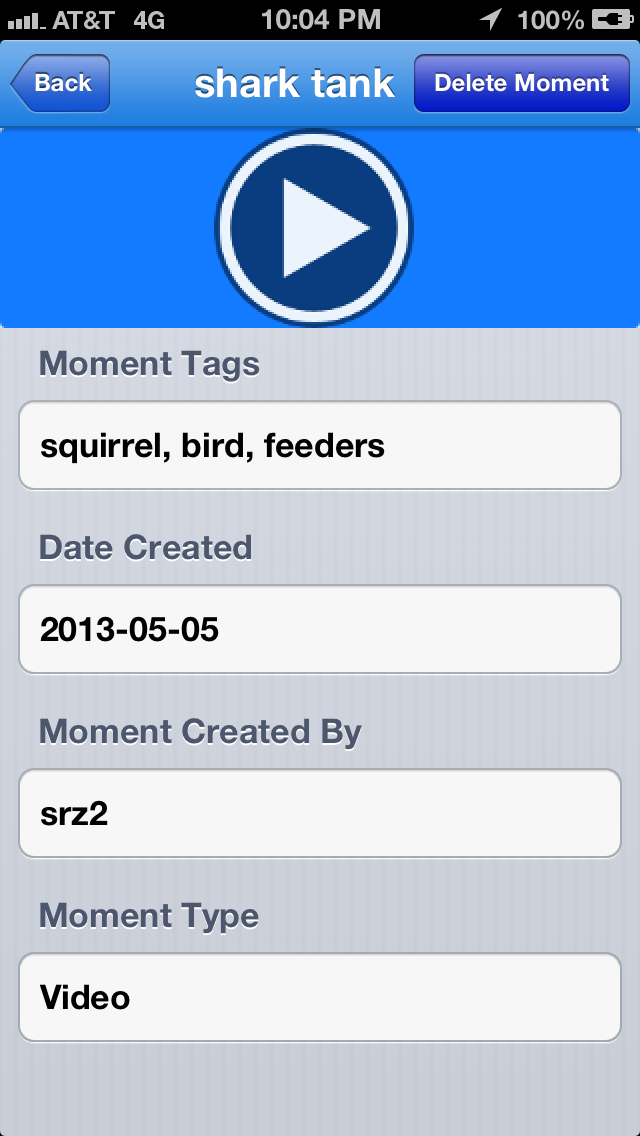 AT&T 4G 10:04 PM 100%
Back shark tank Delete Moment
Moment Tags
squirrel, bird, feeders
Date Created
2013-05-05
Moment Created By
srz2
Moment Type
Video